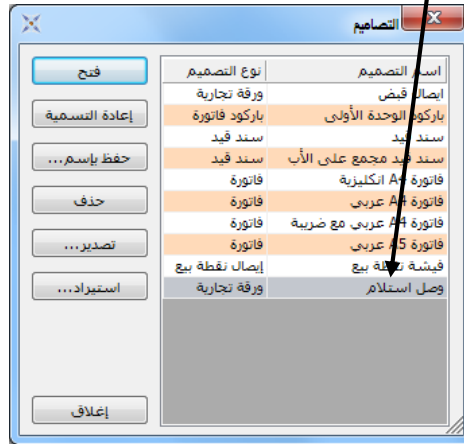 التصاميم
اسم التصميم نوع التصميم
ايصال قبض ورقة تجارية
باركود الوحدة الأولى باركود فاتورة
سند قيد سند قيد
سند قيد مجمع على الأب سند قيد
فاتورة A4 انكليزية فاتورة
فاتورة A4 عربي فاتورة
فاتورة A4 عربي مع ضريبة فاتورة
فاتورة A5 عربي فاتورة
فيشة نقطة بيع إيصال نقطة بيع
وصل استلام ورقة تجارية
فتح
إعادة التسمية
حفظ بإسم...
حذف
تصدير...
استيراد...
إغلاق